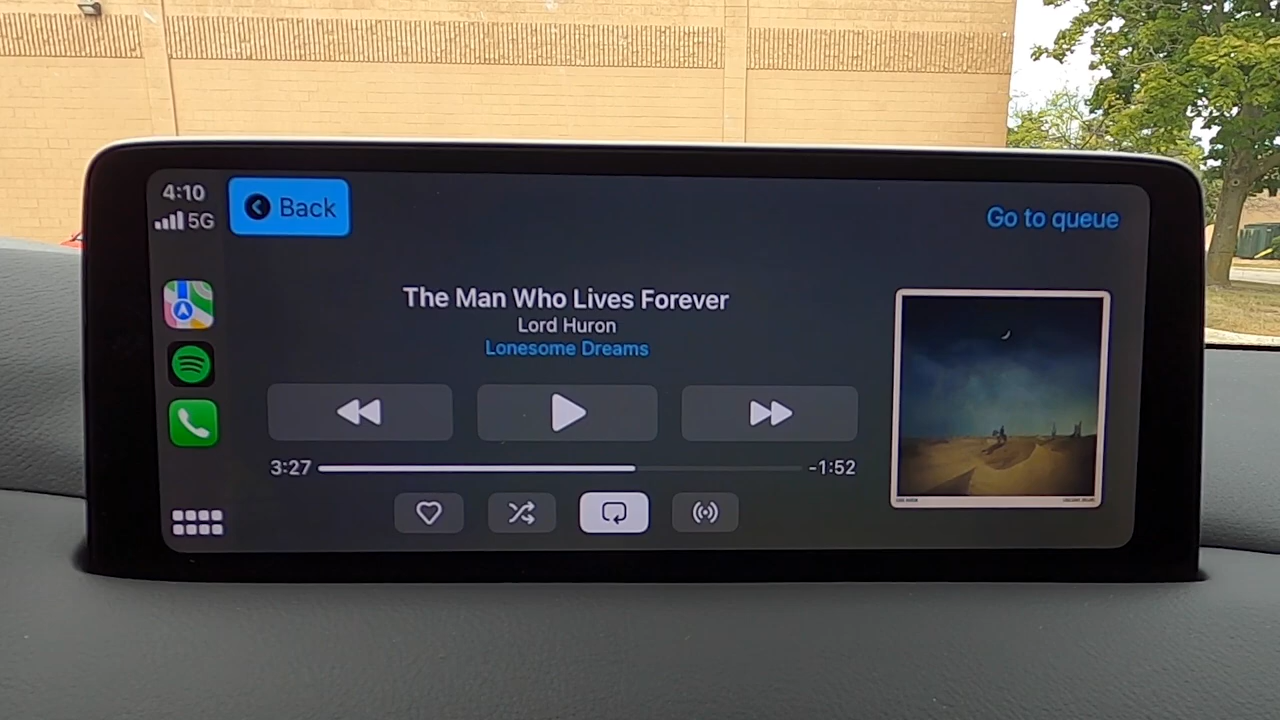 4:10
5G
Back
Go to queue
The Man Who Lives Forever
Lord Huron
Lonesome Dreams
3:27
-1:52